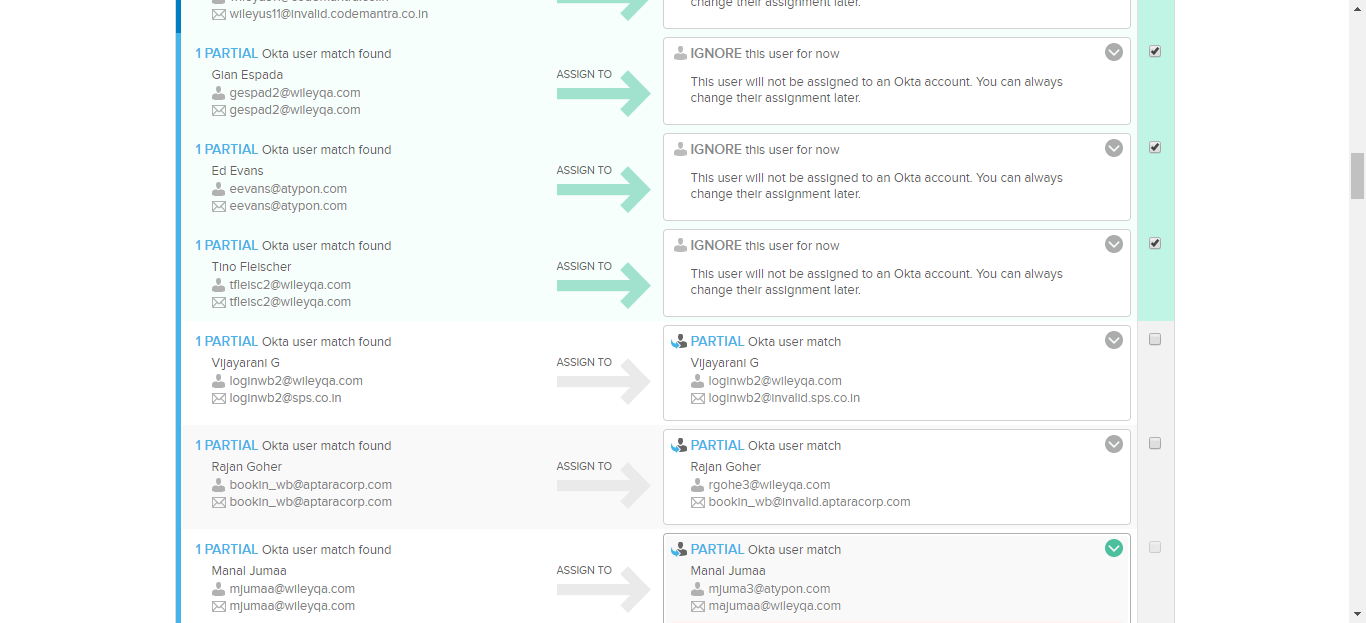 wileyus11@invalid.codemantra.co.in
change their assignment later.
1 PARTIAL Okta user match found
Gian Espada
gespad2@wileyqa.com
gespad2@wileyqa.com
ASSIGN TO
IGNORE this user for now
This user will not be assigned to an Okta account. You can always
change their assignment later.
1 PARTIAL Okta user match found
Ed Evans
eevans@atypon.com
eevans@atypon.com
ASSIGN TO
IGNORE this user for now
This user will not be assigned to an Okta account. You can always
change their assignment later.
1 PARTIAL Okta user match found
Tino Fleischer
tfleisc2@wileyqa.com
tfleisc2@wileyqa.com
ASSIGN TO
IGNORE this user for now
This user will not be assigned to an Okta account. You can always
change their assignment later.
1 PARTIAL Okta user match found
Vijayarani G
loginwb2@wileyqa.com
loginwb2@sps.co.in
ASSIGN TO
PARTIAL Okta user match
Vijayarani G
loginwb2@wileyqa.com
loginwb2@invalid.sps.co.in
1 PARTIAL Okta user match found
Rajan Goher
bookin_wb@aptaracorp.com
bookin_wb@aptaracorp.com
ASSIGN TO
PARTIAL Okta user match
Rajan Goher
rgohe3@wileyqa.com
bookin_wb@invalid.aptaracorp.com
1 PARTIAL Okta user match found
Manal Jumaa
mjumaa@wileyqa.com
mjumaa@wileyqa.com
ASSIGN TO
PARTIAL Okta user match
Manal Jumaa
mjuma3@atypon.com
majumaa@wileyqa.com